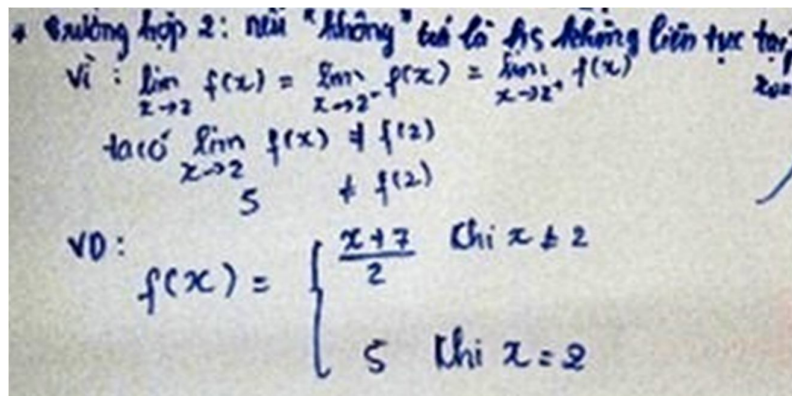 * Trường hợp 2: nếu "không" tức là hs không liên tục tại
Vì : lim x→2 f(x) = lim x→2⁻ f(x) = lim x→2⁺ f(x)
ta có lim x→2 f(x) ≠ f(2)
5 ≠ f(2)
VD:
f(x) = { x+7 / 2 Khi x ≠ 2
5 Khi x = 2